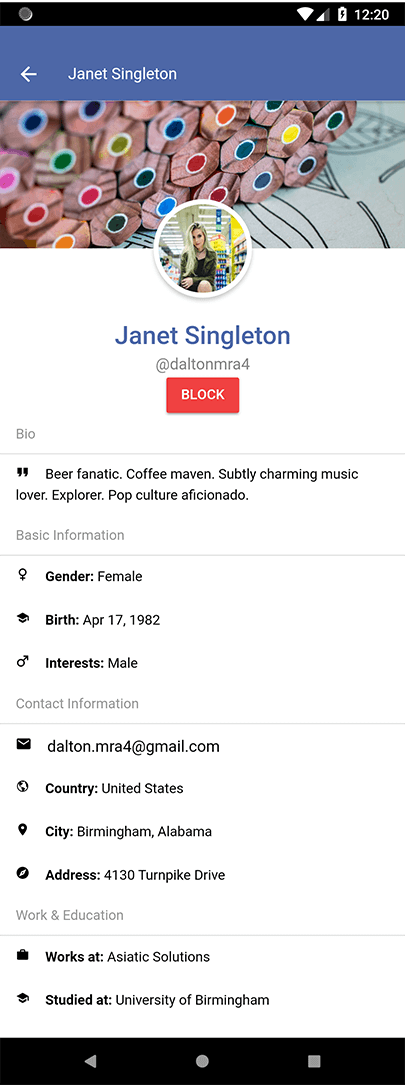 12:20
Janet Singleton
Janet Singleton
@daltonmra4
BLOCK
Bio
Beer fanatic. Coffee maven. Subtly charming music
lover. Explorer. Pop culture aficionado.
Basic Information
Gender: Female
Birth: Apr 17, 1982
Interests: Male
Contact Information
dalton.mra4@gmail.com
Country: United States
City: Birmingham, Alabama
Address: 4130 Turnpike Drive
Work & Education
Works at: Asiatic Solutions
Studied at: University of Birmingham